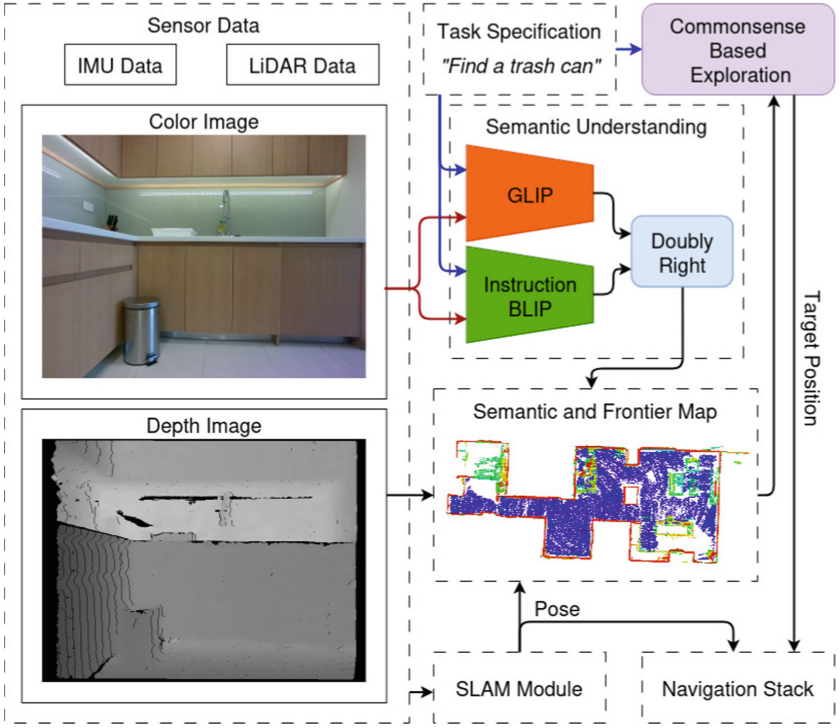 Sensor Data
IMU Data
LiDAR Data
Color Image
Depth Image
Task Specification
"Find a trash can"
Commonsense
Based
Exploration
Semantic Understanding
GLIP
Instruction
BLIP
Doubly
Right
Semantic and Frontier Map
Target Position
Pose
SLAM Module
Navigation Stack